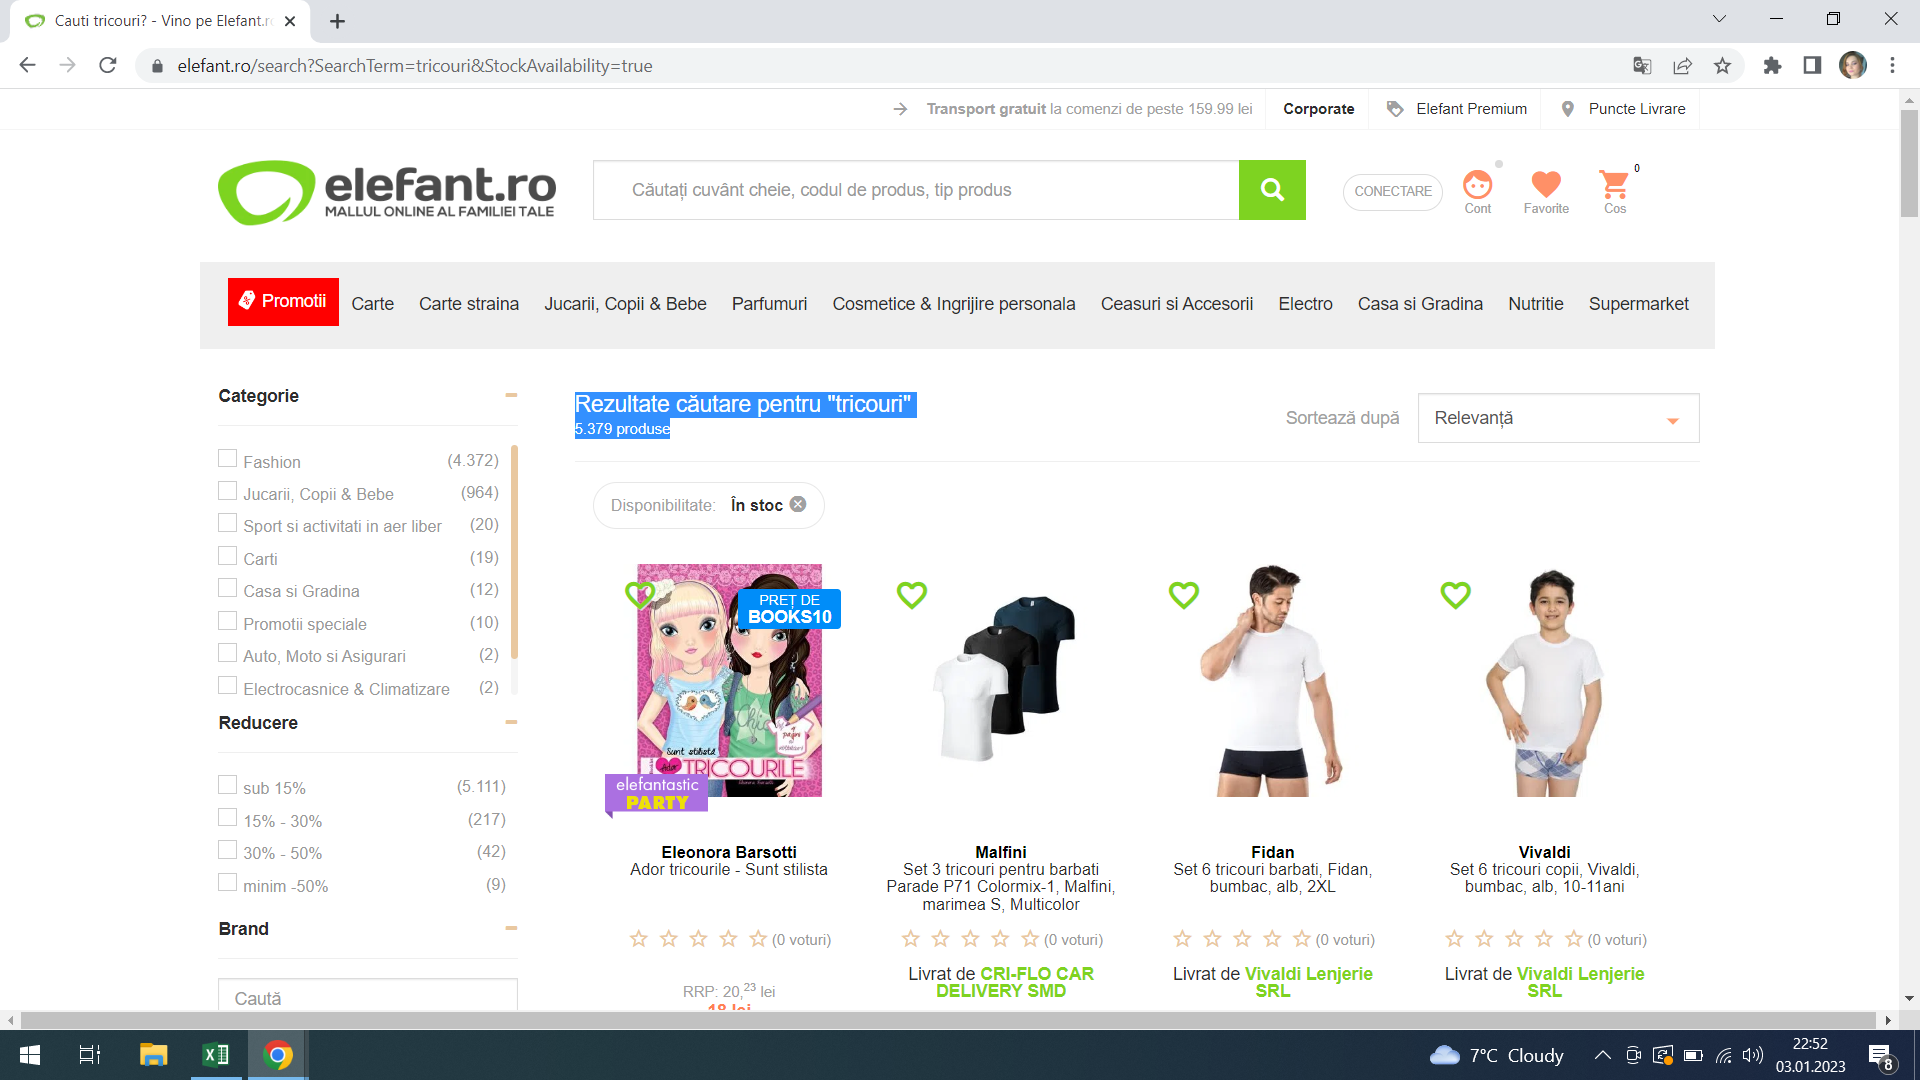 Cauti tricouri? - Vino pe Elefant.r
elefant.ro/search?SearchTerm=tricouri&StockAvailability=true
Transport gratuit la comenzi de peste 159.99 lei
Corporate
Elefant Premium
Puncte Livrare
elefant.ro
MALLUL ONLINE AL FAMILIEI TALE
Căutați cuvânt cheie, codul de produs, tip produs
CONECTARE
Cont
Favorite
0
Cos
Promotii
Carte
Carte straina
Jucarii, Copii & Bebe
Parfumuri
Cosmetice & Ingrijire personala
Ceasuri si Accesorii
Electro
Casa si Gradina
Nutritie
Supermarket
Categorie
Fashion (4.372)
Jucarii, Copii & Bebe (964)
Sport si activitati in aer liber (20)
Carti (19)
Casa si Gradina (12)
Promotii speciale (10)
Auto, Moto si Asigurari (2)
Electrocasnice & Climatizare (2)
Reducere
sub 15% (5.111)
15% - 30% (217)
30% - 50% (42)
minim -50% (9)
Brand
Caută
Rezultate căutare pentru "tricouri"
5.379 produse
Sortează după
Relevanță
Disponibilitate: În stoc
PREȚ DE
BOOKS10
Chic
Sunt stilistă
Ador
TRICOURILE
elefantastic
PARTY
Eleonora Barsotti
Ador tricourile - Sunt stilista
(0 voturi)
RRP: 20,23 lei
18 lei
Malfini
Set 3 tricouri pentru barbati
Parade P71 Colormix-1, Malfini,
marimea S, Multicolor
(0 voturi)
Livrat de CRI-FLO CAR
DELIVERY SMD
Fidan
Set 6 tricouri barbati, Fidan,
bumbac, alb, 2XL
(0 voturi)
Livrat de Vivaldi Lenjerie
SRL
Vivaldi
Set 6 tricouri copii, Vivaldi,
bumbac, alb, 10-11ani
(0 voturi)
Livrat de Vivaldi Lenjerie
SRL
7°C Cloudy
22:52
03.01.2023
8